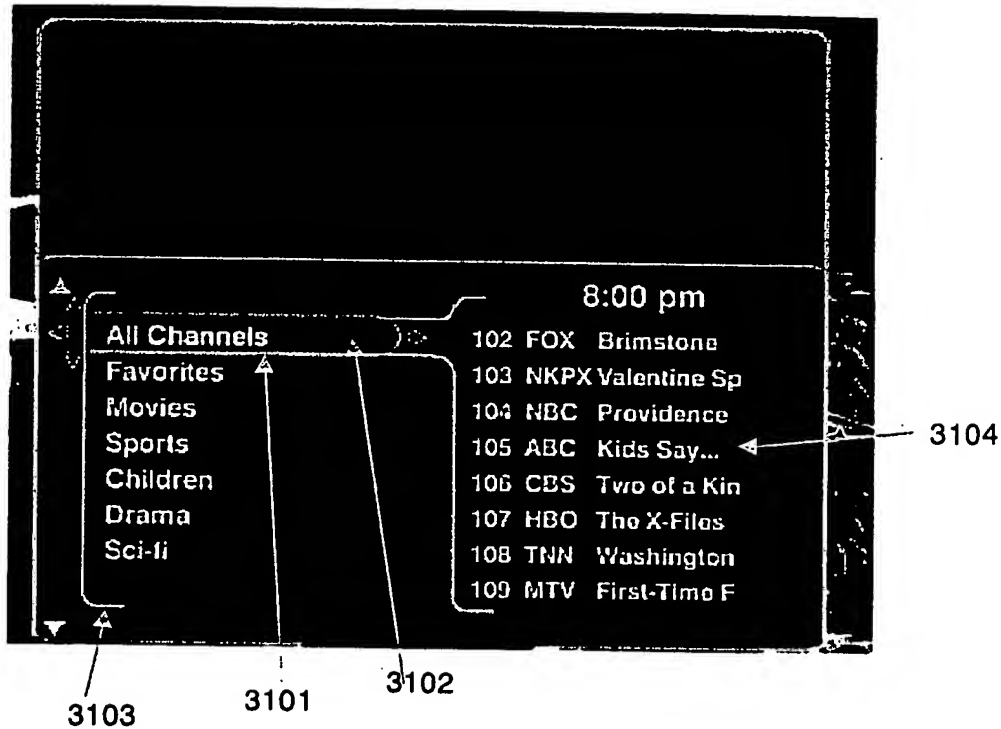 8:00 pm
All Channels
Favorites
Movies
Sports
Children
Drama
Sci-fi
102 FOX Brimstone
103 NKPX Valentine Sp
104 NBC Providence
105 ABC Kids Say...
106 CBS Two of a Kin
107 HBO The X-Files
108 TNN Washington
109 MTV First-Time F
3104
3102
3101
3103